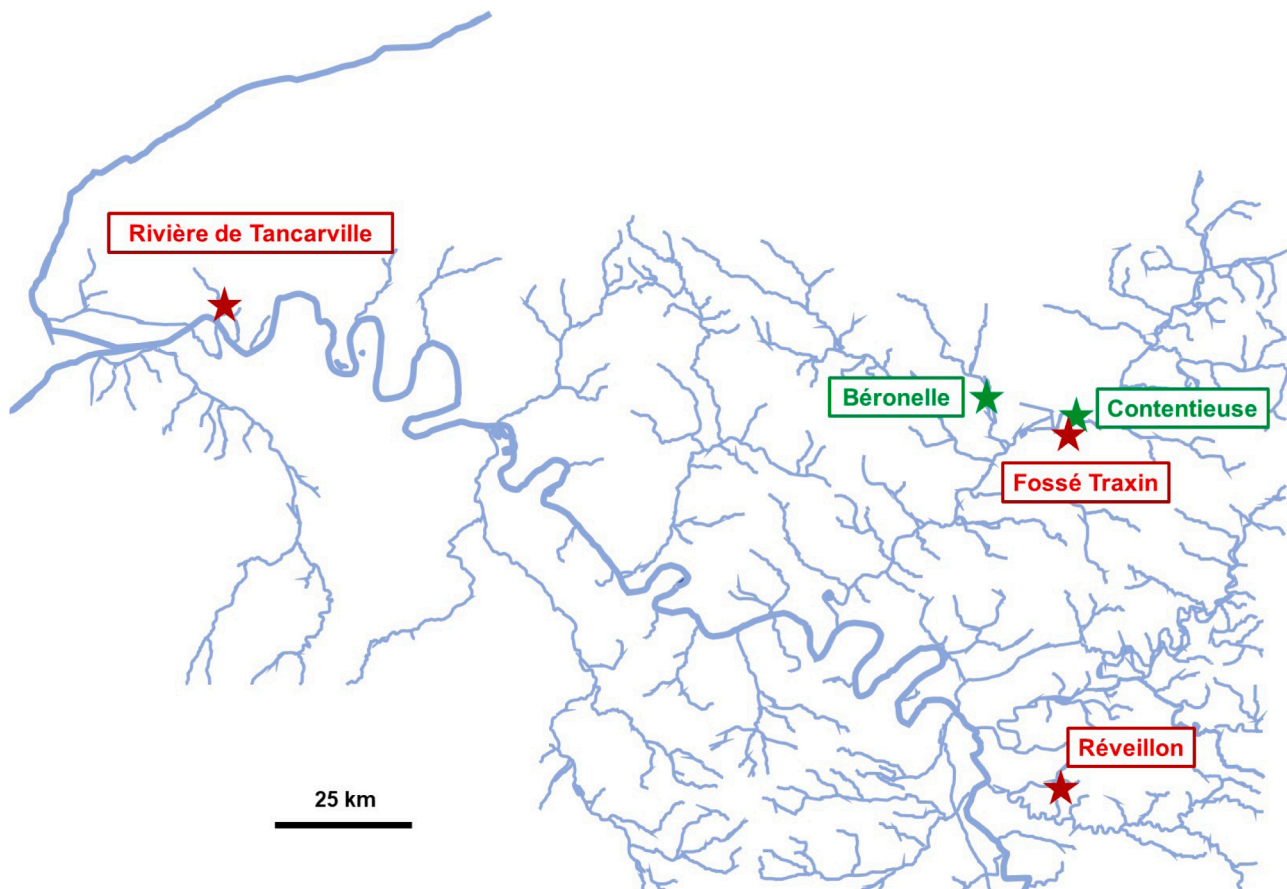 Rivière de Tancarville
Béronelle
Contentieuse
Fossé Traxin
Réveillon
25 km